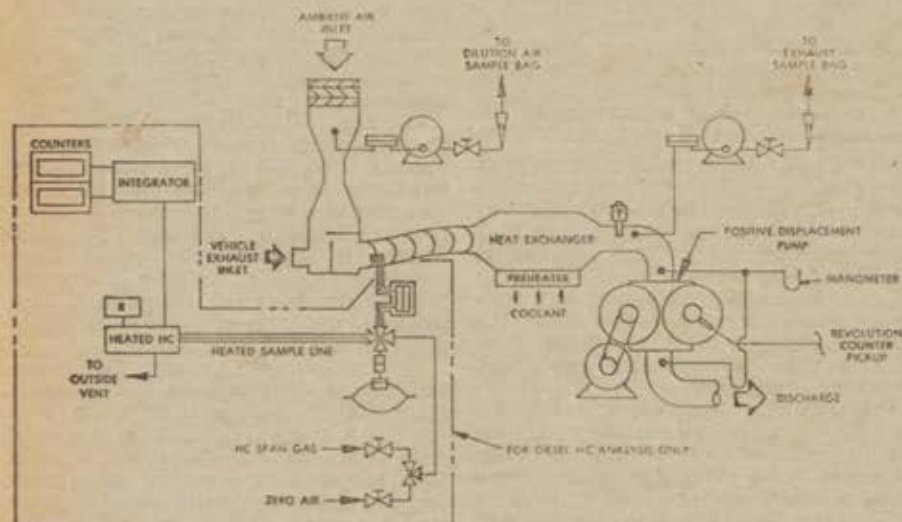 AMBIENT AIR
INLET
TO
DILUTION AIR
SAMPLE BAG
TO
EXHAUST
SAMPLE BAG
COUNTERS
INTEGRATOR
VEHICLE
EXHAUST
INLET
HEAT EXCHANGER
POSITIVE DISPLACEMENT
PUMP
PREHEATER
COOLANT
MANOMETER
R
HEATED HC
HEATED SAMPLE LINE
TO
OUTSIDE
VENT
REVOLUTION
COUNTER
PICKUP
DISCHARGE
HC SPAN GAS
FOR DIESEL HC ANALYSIS ONLY
ZERO AIR